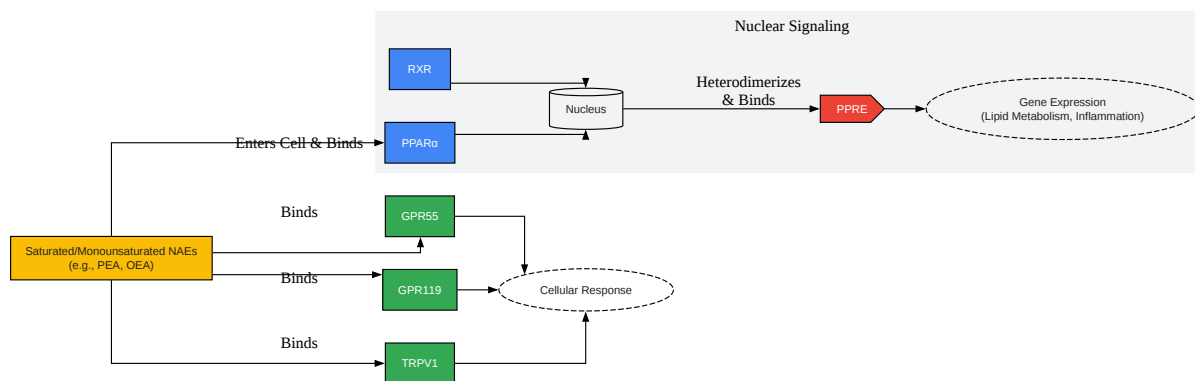 Nuclear Signaling
RXR
Heterodimerizes
& Binds
Nucleus
PPRE
Gene Expression
(Lipid Metabolism, Inflammation)
Enters Cell & Binds
PPARα
Binds
GPR55
Saturated/Monounsaturated NAEs
(e.g., PEA, OEA)
Binds
GPR119
Cellular Response
Binds
TRPV1